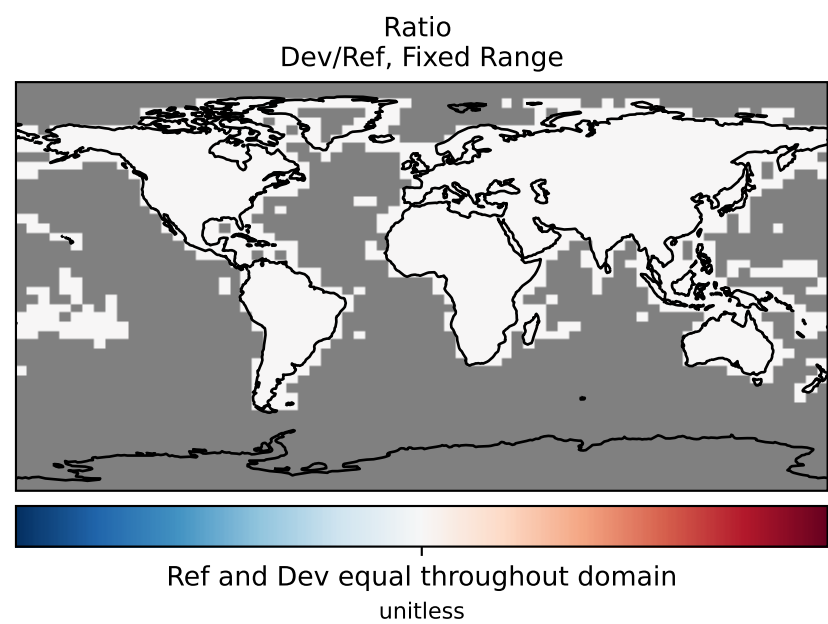 Ratio
Dev/Ref, Fixed Range
Ref and Dev equal throughout domain
unitless